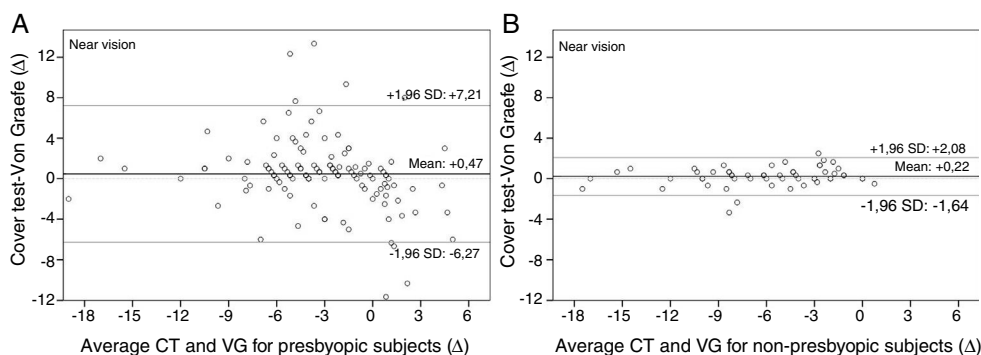 A
Near vision
12
8
4
0
-4
-8
-12
Cover test-Von Graefe (Δ)
+1,96 SD: +7,21
Mean: +0,47
-1,96 SD: -6,27
-18 -15 -12 -9 -6 -3 0 3 6
Average CT and VG for presbyopic subjects (Δ)
B
Near vision
12
8
4
0
-4
-8
-12
Cover test-Von Graefe (Δ)
+1,96 SD: +2,08
Mean: +0,22
-1,96 SD: -1,64
-18 -15 -12 -9 -6 -3 0 3 6
Average CT and VG for non-presbyopic subjects (Δ)